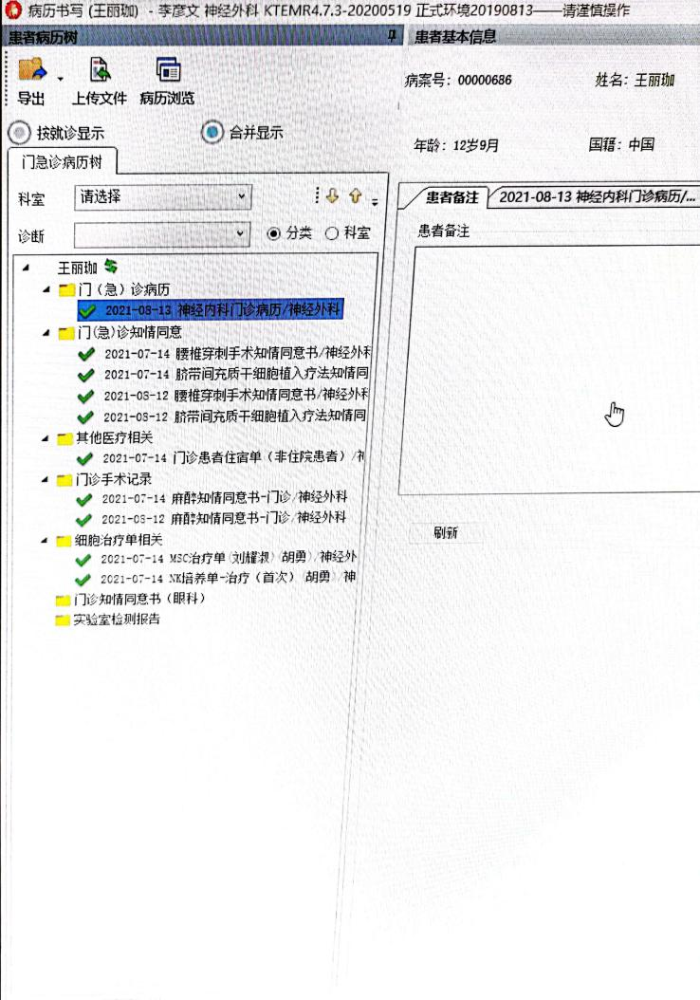 病历书写 (王丽珈) - 李彦文 神经外科 KTEMR4.7.3-20200519 正式环境20190813——请谨慎操作
患者病历树
患者基本信息
导出 上传文件 病历浏览
病案号: 00000686 姓名: 王丽珈
按就诊显示 合并显示
年龄: 12岁9月 国籍: 中国
门急诊病历树
科室 请选择
患者备注 2021-08-13 神经内科门诊病历/...
诊断 分类 科室
患者备注
王丽珈
门（急）诊病历
2021-08-13 神经内科门诊病历/神经外科
门(急)诊知情同意
2021-07-14 腰椎穿刺手术知情同意书/神经外科
2021-07-14 脐带间充质干细胞植入疗法知情同
2021-08-12 腰椎穿刺手术知情同意书/神经外科
2021-08-12 脐带间充质干细胞植入疗法知情同
其他医疗相关
2021-07-14 门诊患者住宿单（非住院患者）/神
门诊手术记录
2021-07-14 麻醉知情同意书-门诊/神经外科
2021-08-12 麻醉知情同意书-门诊/神经外科
刷新
细胞治疗单相关
2021-07-14 MSC治疗单(刘耀淑)(胡勇)/神经外
2021-07-14 NK培养单-治疗（首次）(胡勇)/神
门诊知情同意书（眼科）
实验室检测报告